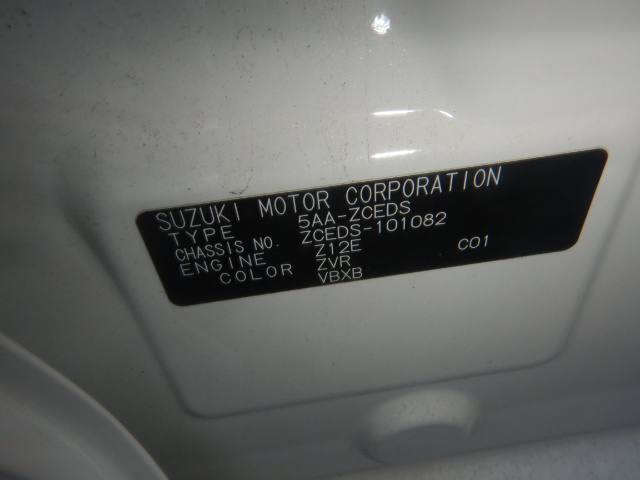 SUZUKI MOTOR CORPORATION
TYPE 5AA-ZCEDS
CHASSIS NO. ZCEDS-101082
ENGINE Z12E C01
COLOR ZVR
VBXB